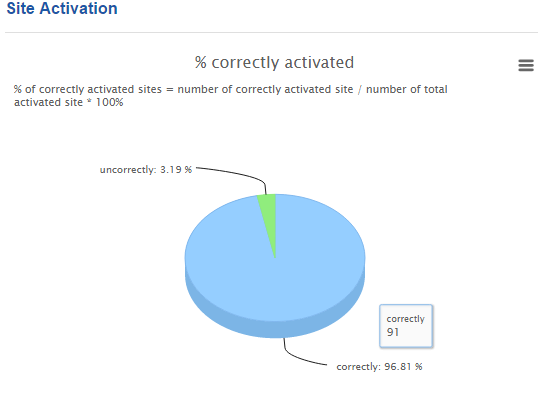 Site Activation
% correctly activated
% of correctly activated sites = number of correctly activated site / number of total
activated site * 100%
uncorrectly: 3.19 %
correctly
91
correctly: 96.81 %